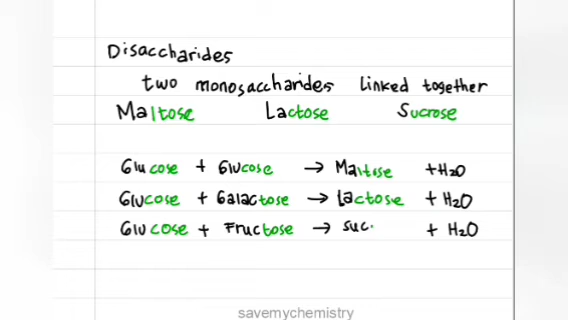 Disaccharides
two monosaccharides linked together
Maltose Lactose Sucrose
Glucose + Glucose → Maltose + H2O
Glucose + Galactose → Lactose + H2O
Glucose + Fructose → suc + H2O
savemychemistry